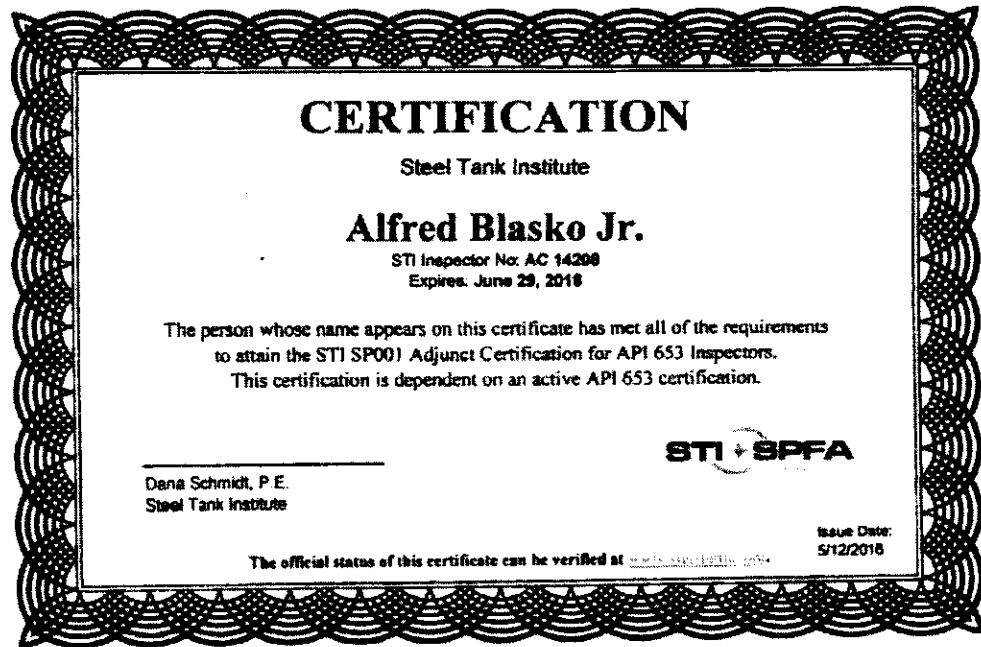 CERTIFICATION
Steel Tank Institute
Alfred Blasko Jr.
STI Inspector No: AC 14208
Expires: June 29, 2018
The person whose name appears on this certificate has met all of the requirements
to attain the STI SP001 Adjunct Certification for API 653 Inspectors.
This certification is dependent on an active API 653 certification.
STI SPFA
Dana Schmidt, P.E.
Steel Tank Institute
Issue Date:
5/12/2016
The official status of this certificate can be verified at